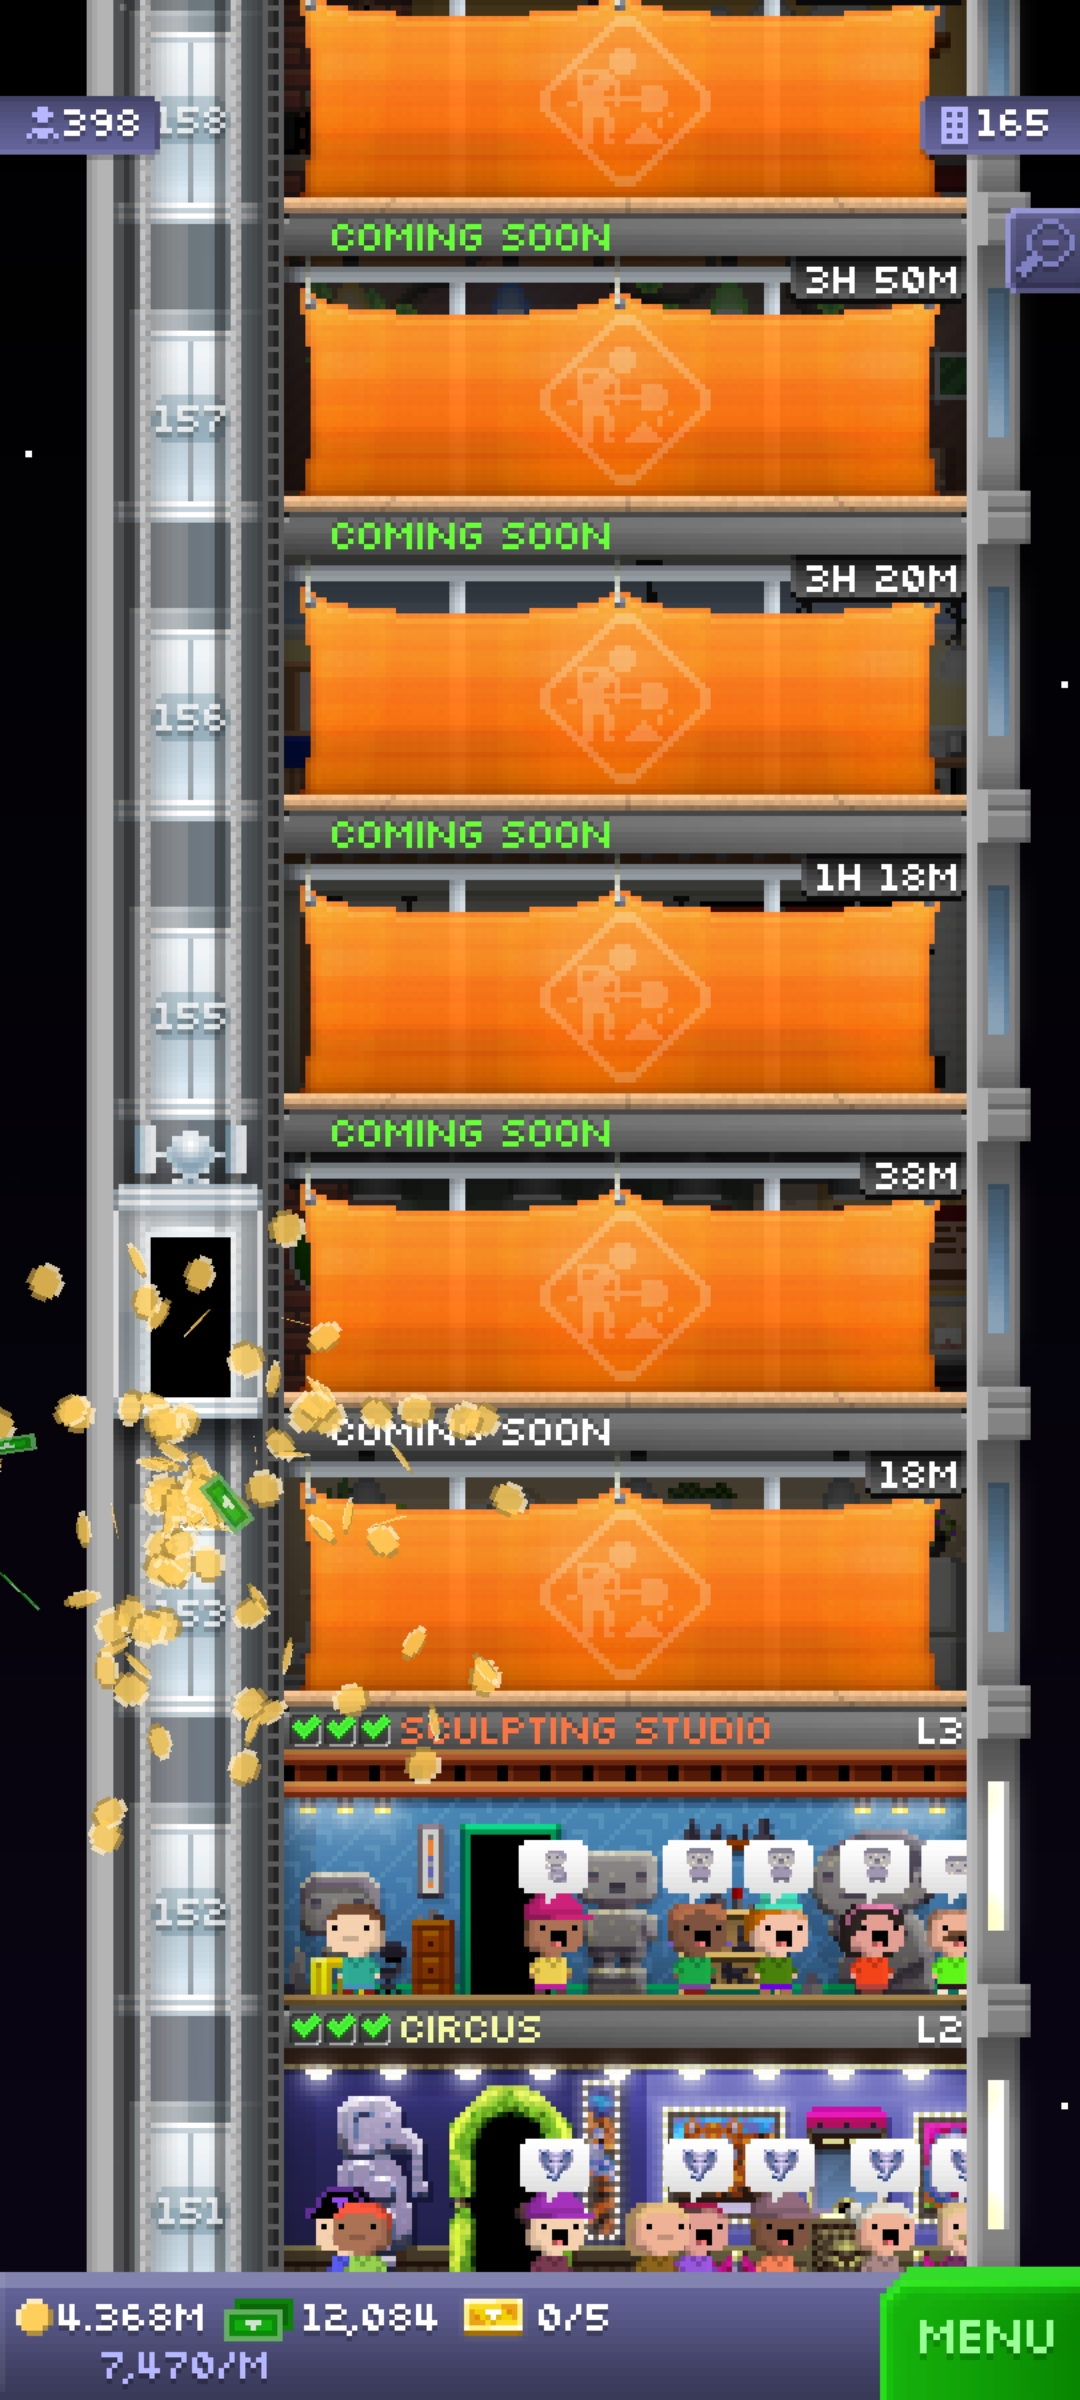 398
158
165
COMING SOON
3H 50M
157
COMING SOON
3H 20M
156
COMING SOON
1H 18M
155
COMING SOON
38M
COMING SOON
18M
153
SCULPTING STUDIO L3
152
CIRCUS L2
151
4.368M 12,084 0/5
7,470/M
MENU